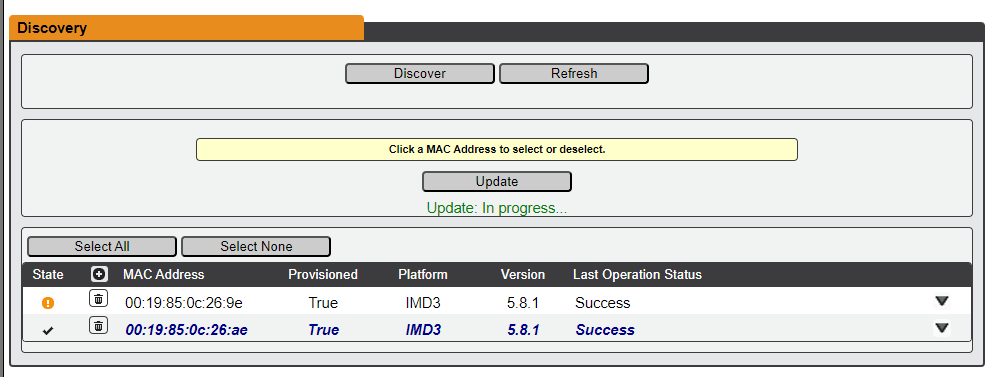 Discovery
Discover Refresh
Click a MAC Address to select or deselect.
Update
Update: In progress...
Select All Select None
State MAC Address Provisioned Platform Version Last Operation Status
00:19:85:0c:26:9e True IMD3 5.8.1 Success
00:19:85:0c:26:ae True IMD3 5.8.1 Success